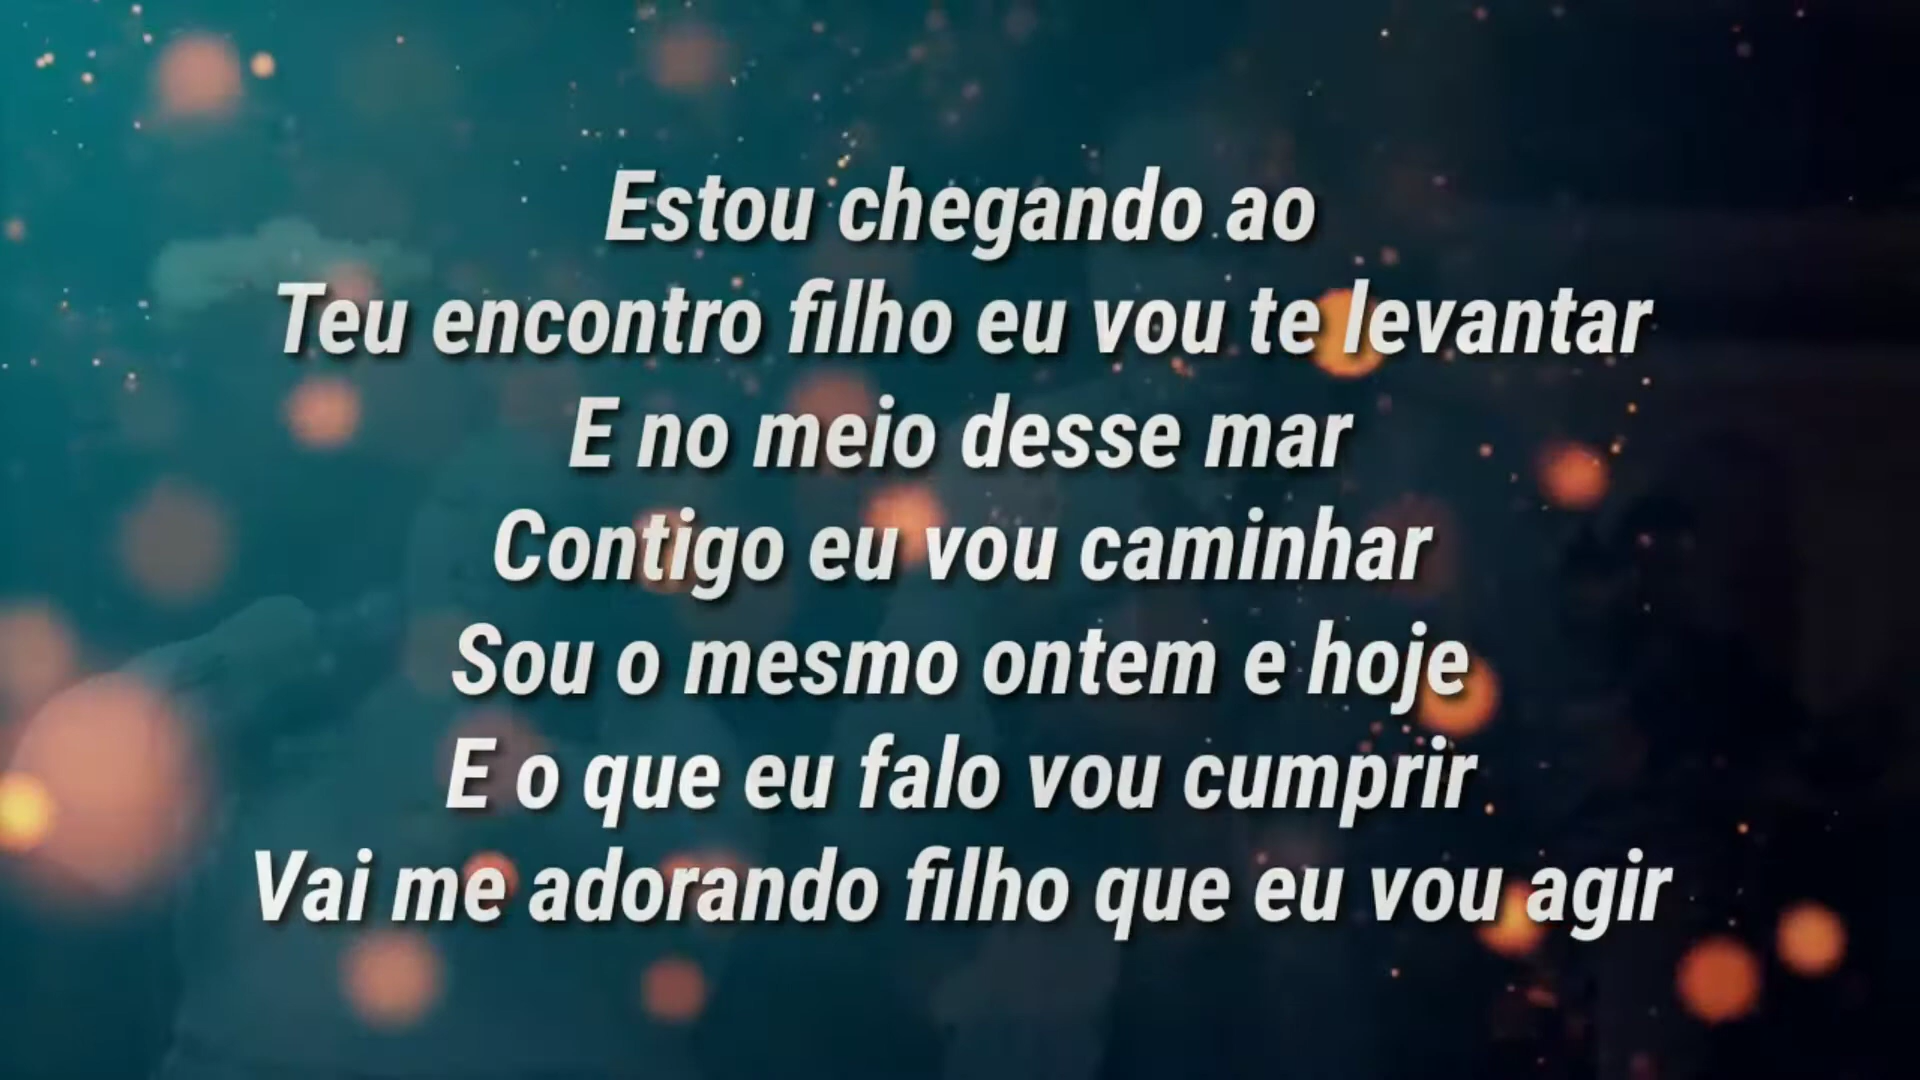 Estou chegando ao
Teu encontro filho eu vou te levantar
E no meio desse mar
Contigo eu vou caminhar
Sou o mesmo ontem e hoje
E o que eu falo vou cumprir
Vai me adorando filho que eu vou agir